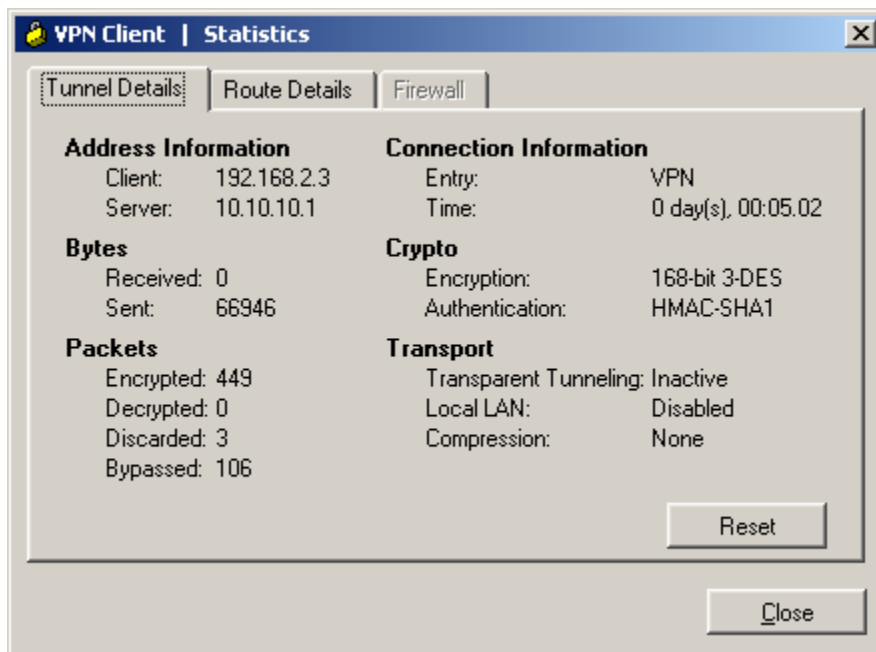 VPN Client | Statistics
Tunnel Details
Route Details
Firewall
Address Information
Client: 192.168.2.3
Server: 10.10.10.1
Bytes
Received: 0
Sent: 66946
Packets
Encrypted: 449
Decrypted: 0
Discarded: 3
Bypassed: 106
Connection Information
Entry: VPN
Time: 0 day(s), 00:05.02
Crypto
Encryption: 168-bit 3-DES
Authentication: HMAC-SHA1
Transport
Transparent Tunneling: Inactive
Local LAN: Disabled
Compression: None
Reset
Close